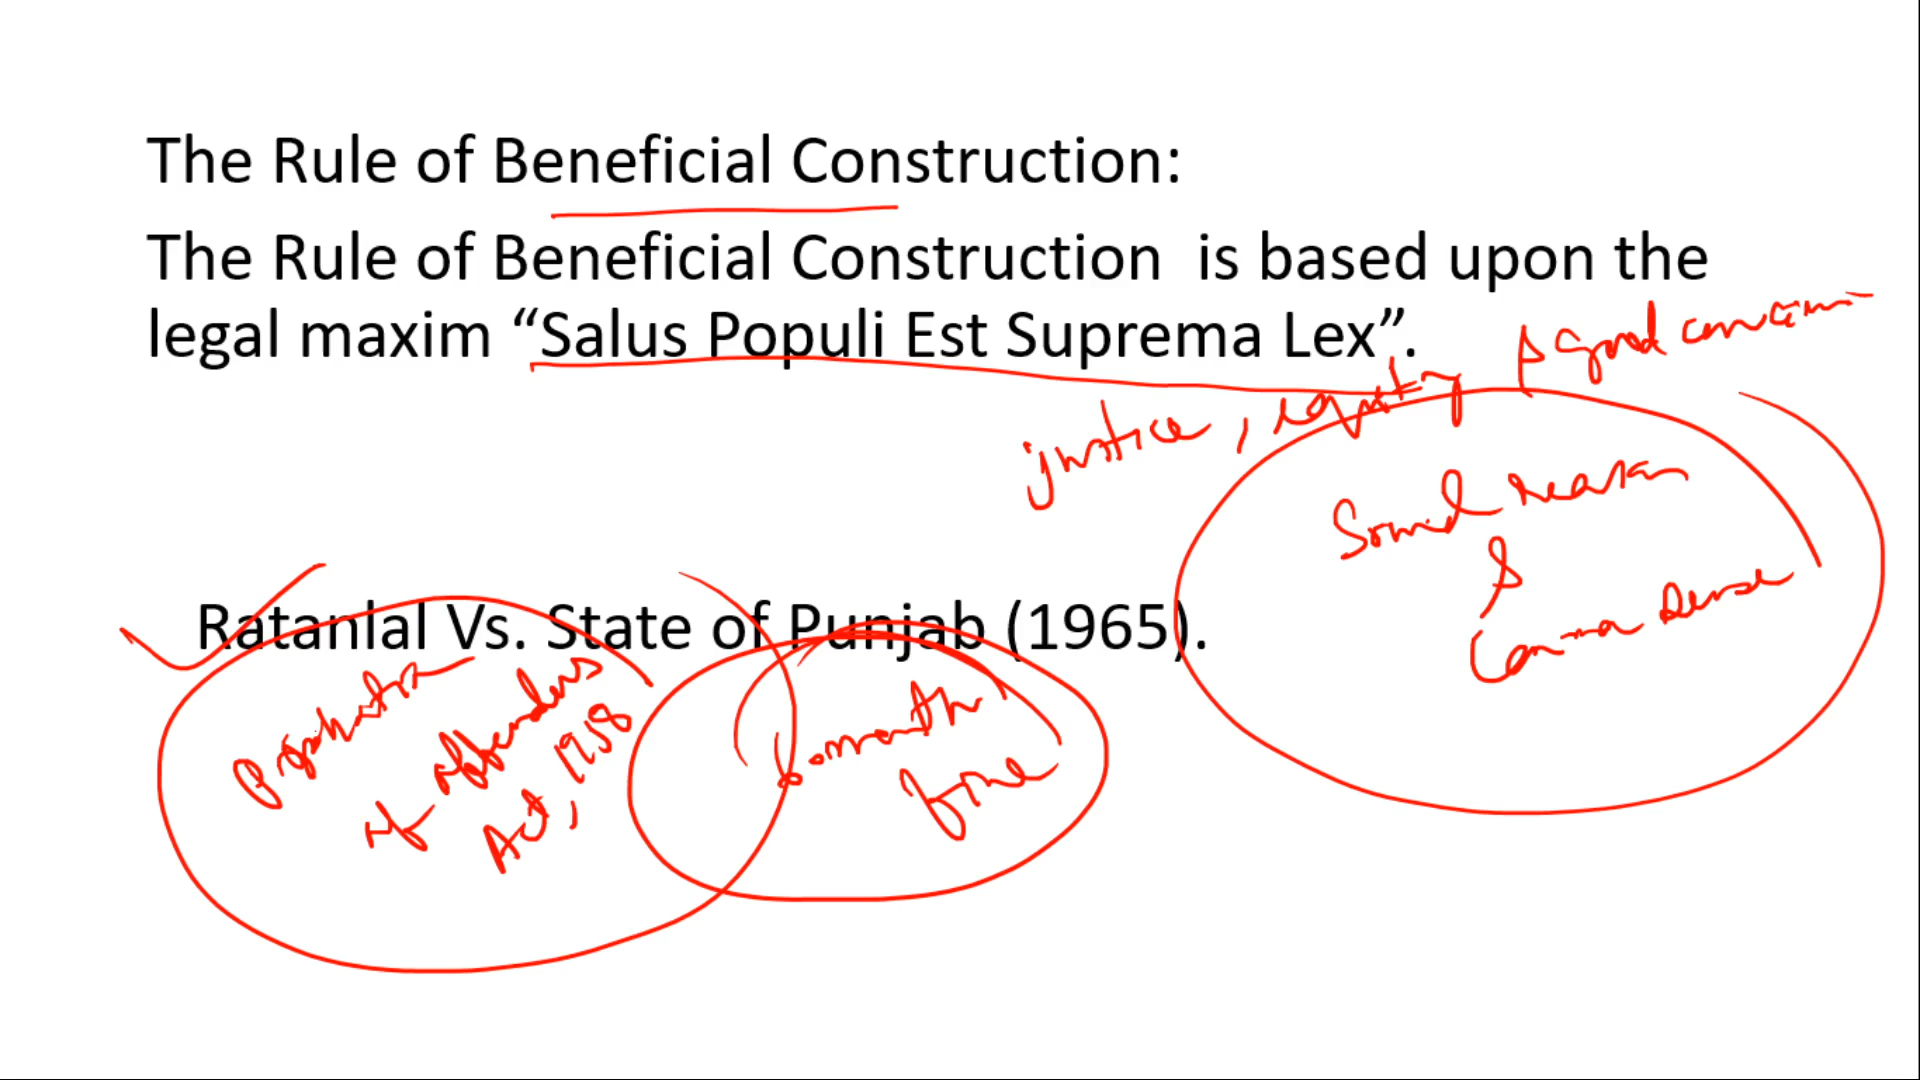 The Rule of Beneficial Construction:
The Rule of Beneficial Construction is based upon the
legal maxim “Salus Populi Est Suprema Lex”.
justice, equity & good
Sound reason
&
Common sense
Ratanlal Vs. State of Punjab (1965).
Probation
of offenders
Act, 1958
6 month
fine